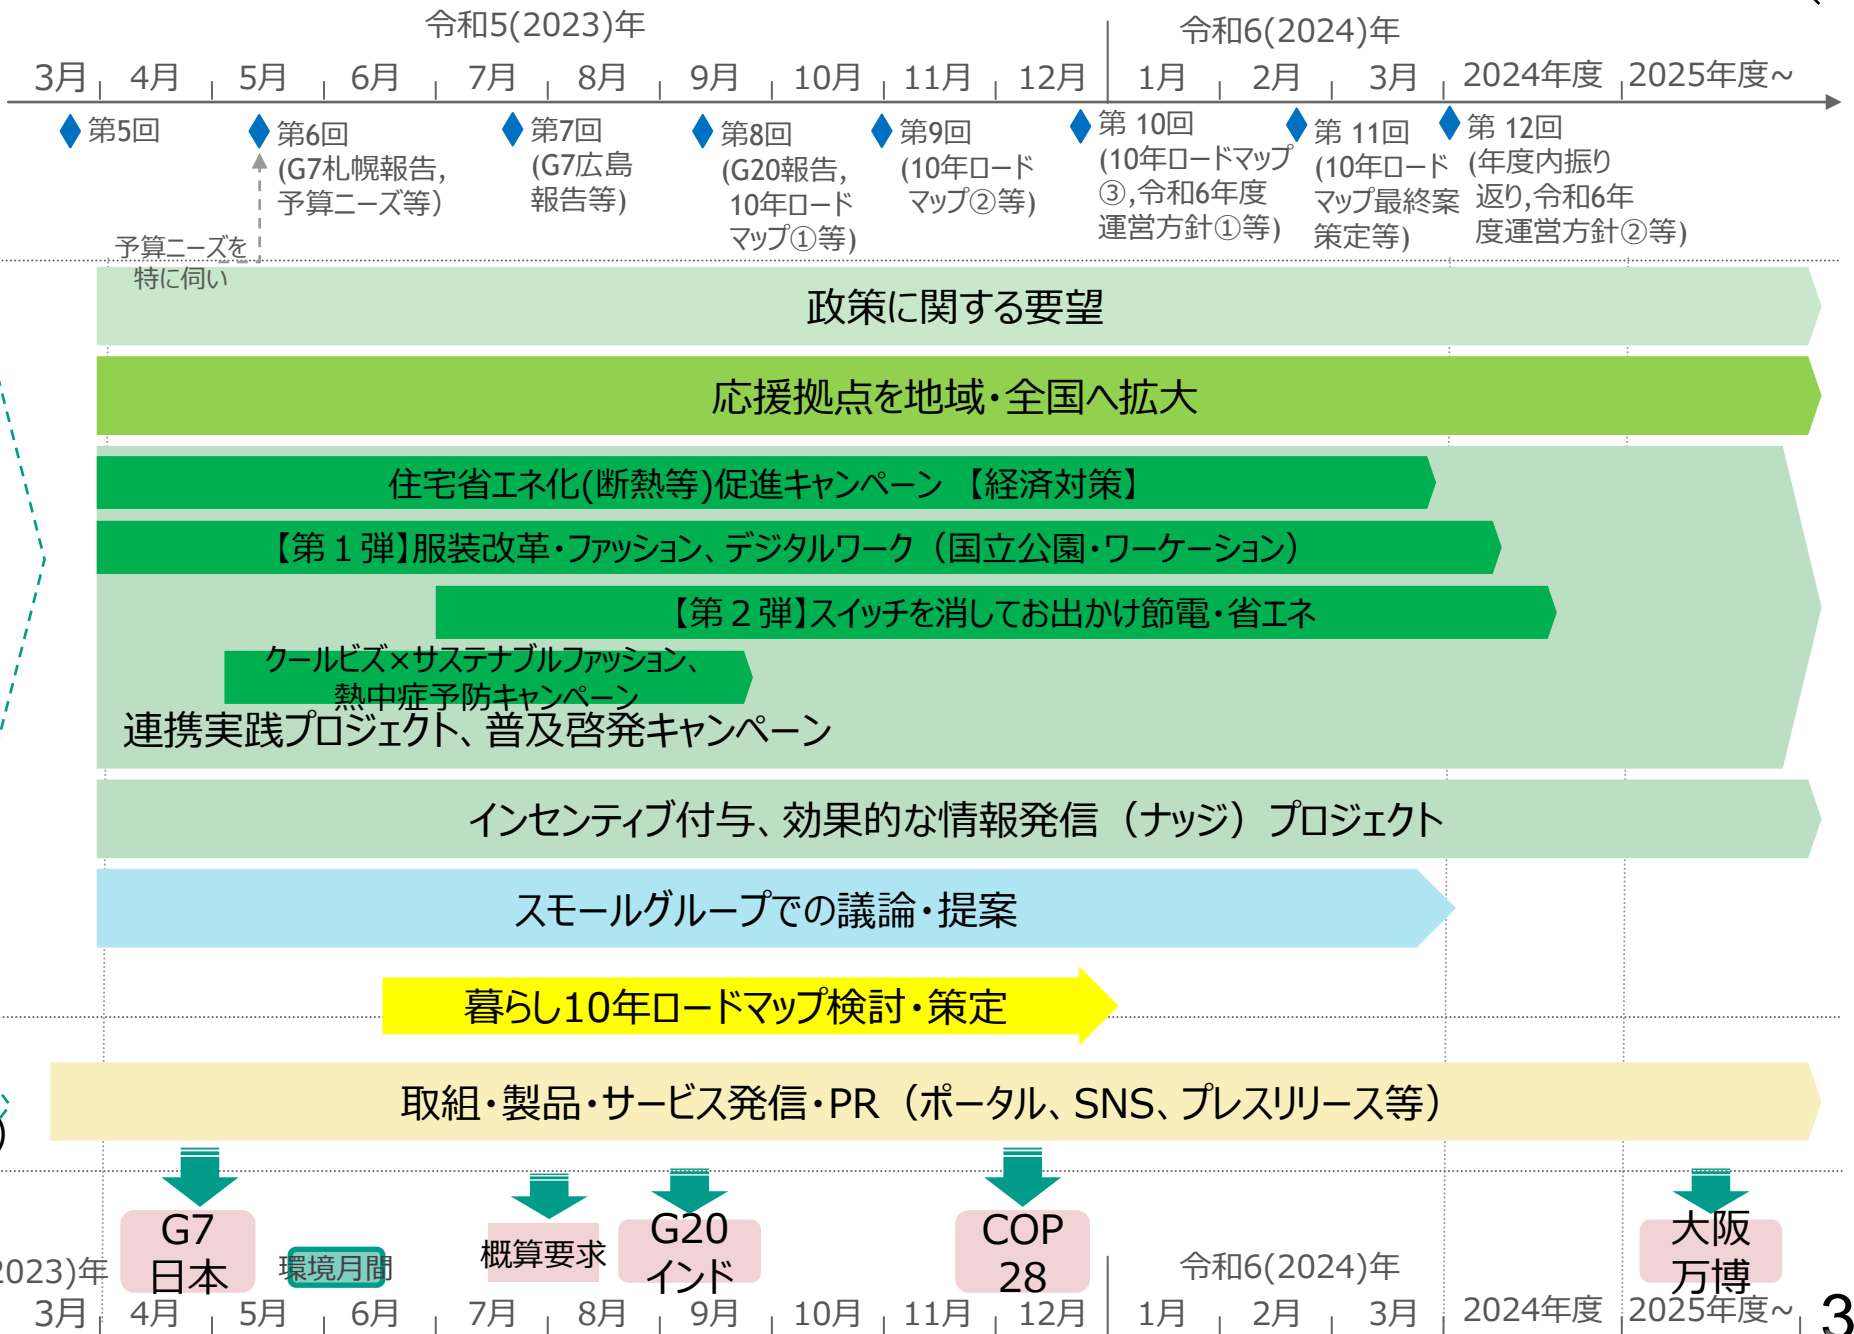 令和5(2023)年
令和6(2024)年
3月 4月 5月 6月 7月 8月 9月 10月 11月 12月 1月 2月 3月 2024年度 2025年度~
第5回
第6回
(G7札幌報告,
予算ニーズ等)
第7回
(G7広島
報告等)
第8回
(G20報告,
10年ロード
マップ①等)
第9回
(10年ロード
マップ②等)
第 10回
(10年ロードマップ
③,令和6年度
運営方針①等)
第 11回
(10年ロード
マップ最終案
策定等)
第 12回
(年度内振り
返り,令和6年
度運営方針②等)
予算ニーズを
特に伺い
政策に関する要望
応援拠点を地域・全国へ拡大
住宅省エネ化(断熱等)促進キャンペーン 【経済対策】
【第1弾】服装改革・ファッション、デジタルワーク（国立公園・ワーケーション）
【第2弾】スイッチを消してお出かけ節電・省エネ
クールビズ×サステナブルファッション、
熱中症予防キャンペーン
連携実践プロジェクト、普及啓発キャンペーン
インセンティブ付与、効果的な情報発信（ナッジ）プロジェクト
スモールグループでの議論・提案
暮らし10年ロードマップ検討・策定
取組・製品・サービス発信・PR（ポータル、SNS、プレスリリース等）
)
G7
日本
環境月間
概算要求
G20
インド
COP
28
大阪
万博
2023)年
令和6(2024)年
3月 4月 5月 6月 7月 8月 9月 10月 11月 12月 1月 2月 3月 2024年度 2025年度~
3